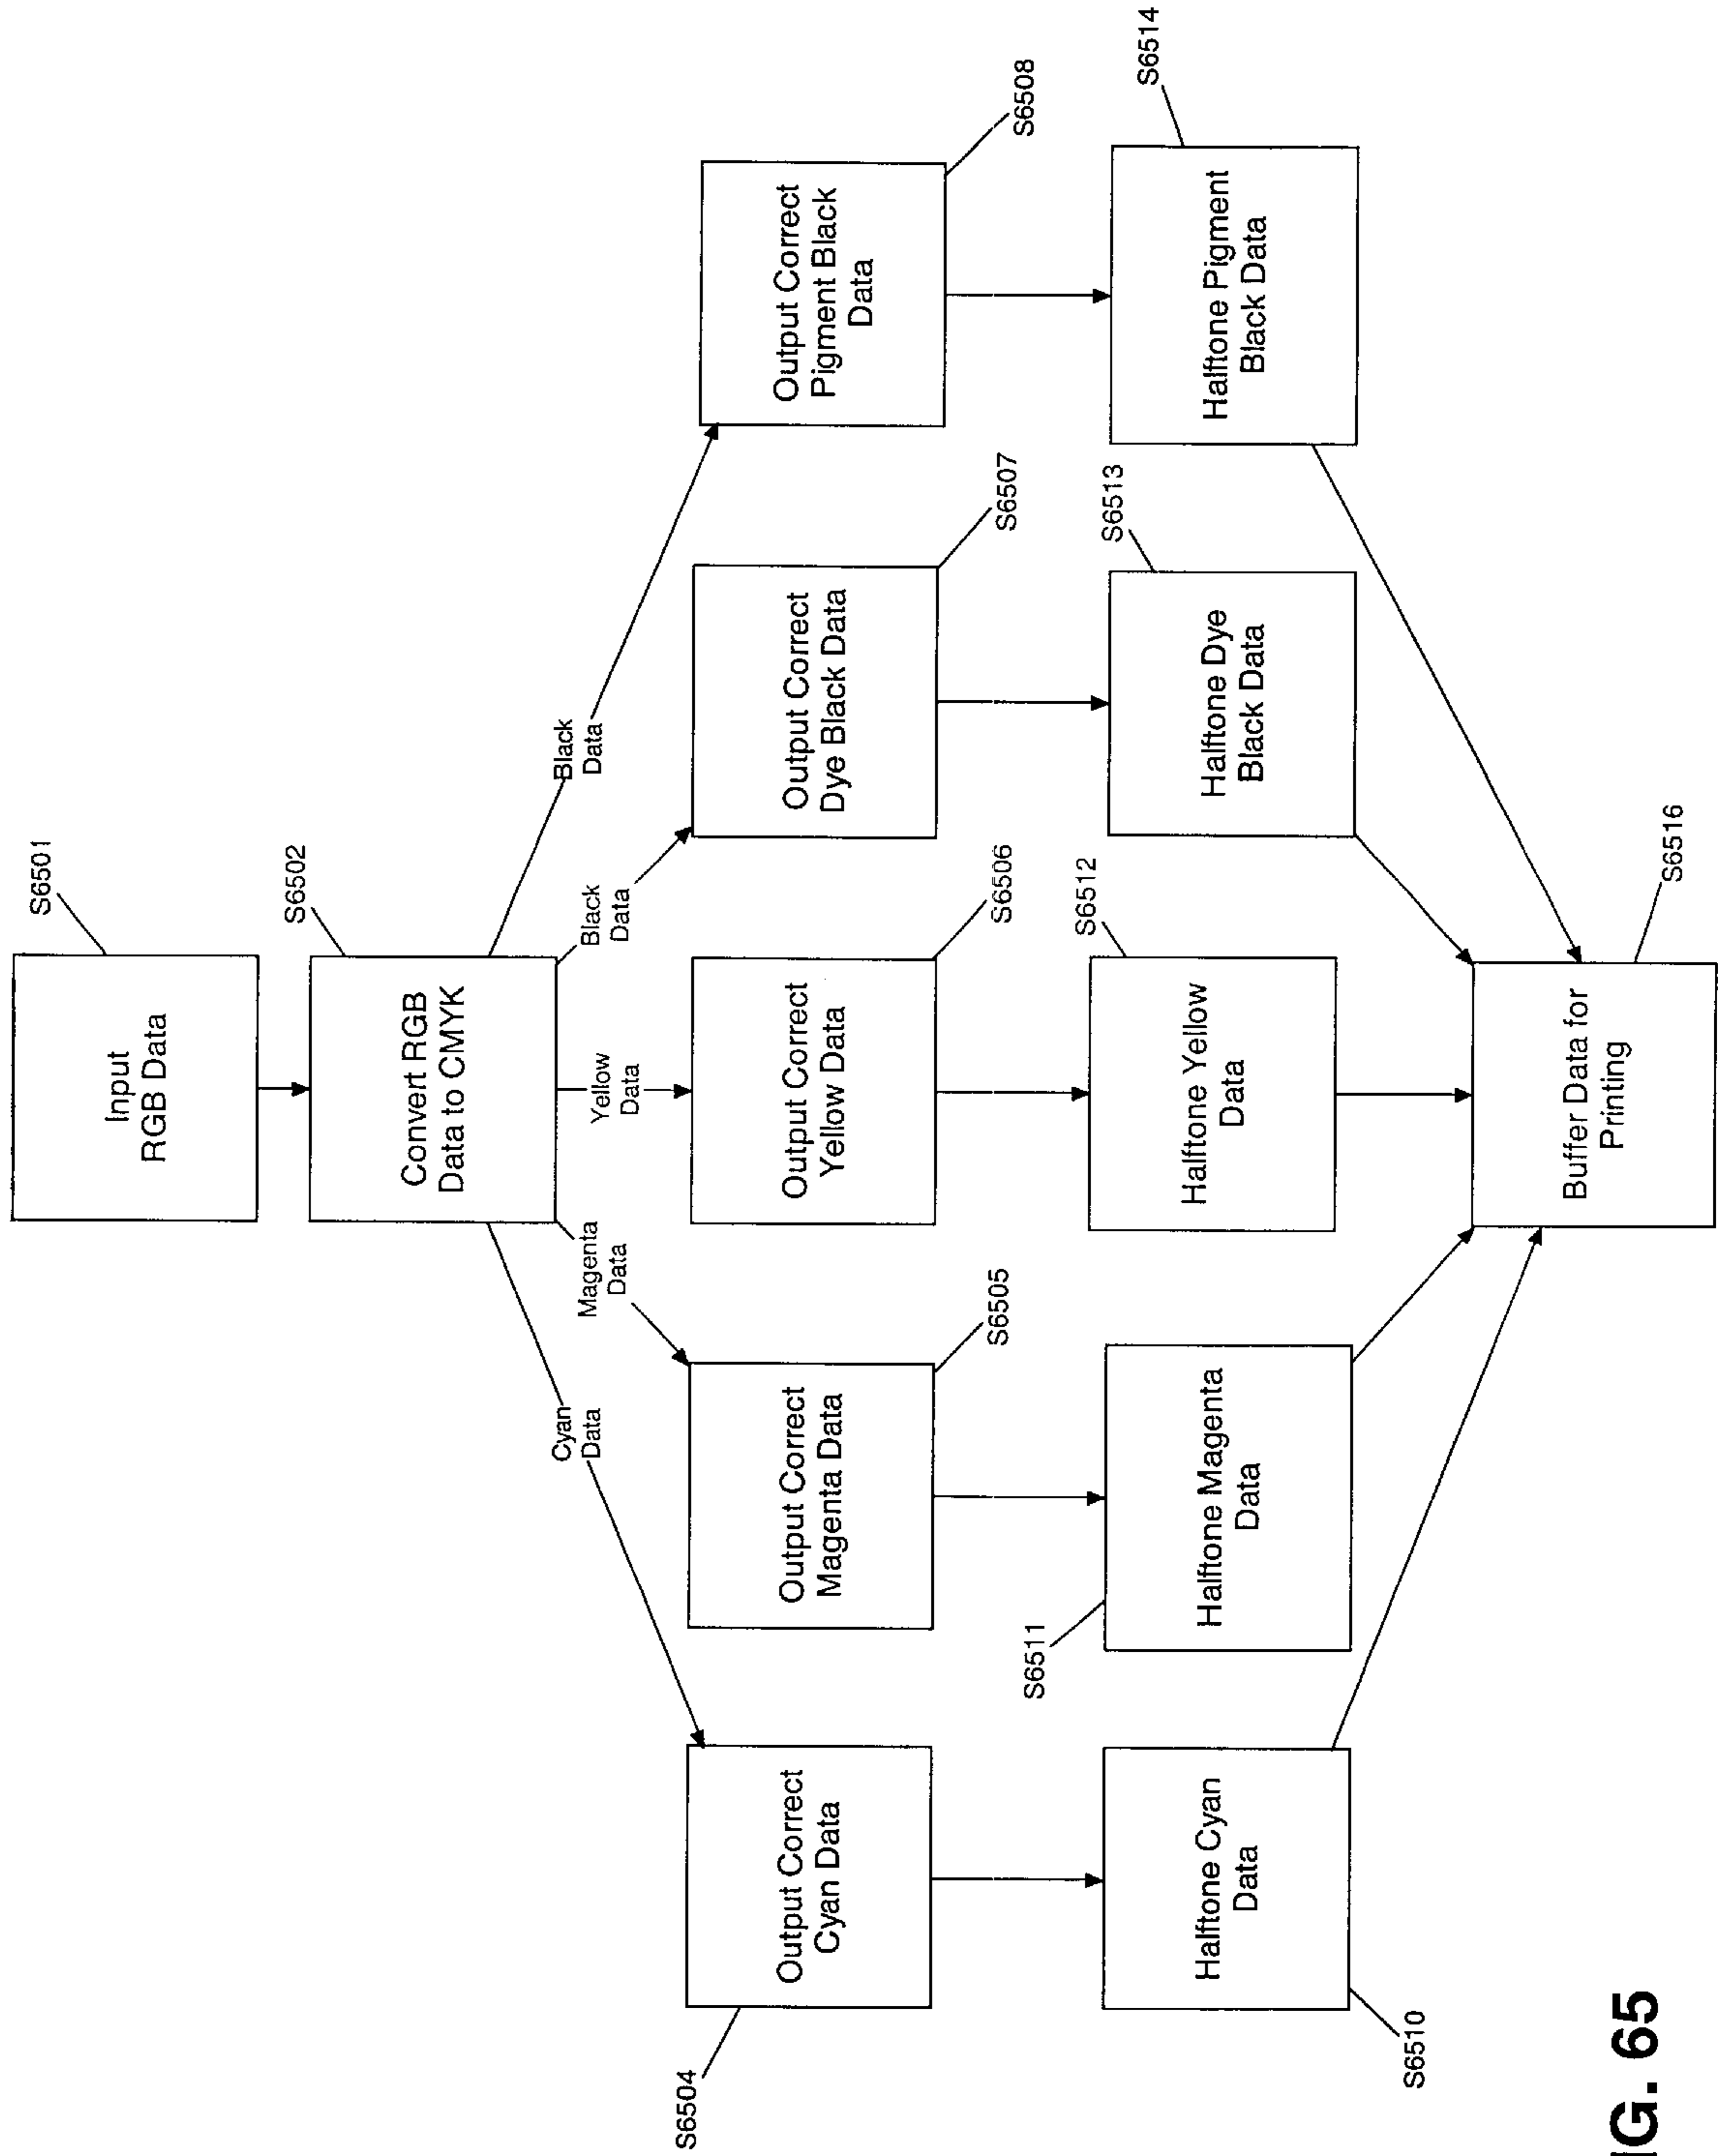 S6501
Input
RGB Data
S6502
Convert RGB
Data to CMYK
Cyan
Data
Magenta
Data
Yellow
Data
Black
Data
Black
Data
S6504
Output Correct
Cyan Data
S6505
Output Correct
Magenta Data
S6506
Output Correct
Yellow Data
S6507
Output Correct
Dye Black Data
S6508
Output Correct
Pigment Black
Data
S6510
Halftone Cyan
Data
S6511
Halftone Magenta
Data
S6512
Halftone Yellow
Data
S6513
Halftone Dye
Black Data
S6514
Halftone Pigment
Black Data
S6516
Buffer Data for
Printing
IG. 65